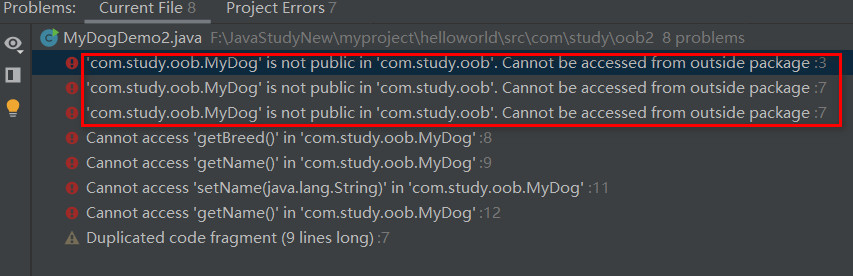 Problems: Current File 8 Project Errors 7
MyDogDemo2.java F:\JavaStudyNew\myproject\helloworld\src\com\study\oob2 8 problems
'com.study.oob.MyDog' is not public in 'com.study.oob'. Cannot be accessed from outside package :3
'com.study.oob.MyDog' is not public in 'com.study.oob'. Cannot be accessed from outside package :7
'com.study.oob.MyDog' is not public in 'com.study.oob'. Cannot be accessed from outside package :7
Cannot access 'getBreed()' in 'com.study.oob.MyDog' :8
Cannot access 'getName()' in 'com.study.oob.MyDog' :9
Cannot access 'setName(java.lang.String)' in 'com.study.oob.MyDog' :11
Cannot access 'getName()' in 'com.study.oob.MyDog' :12
Duplicated code fragment (9 lines long) :7